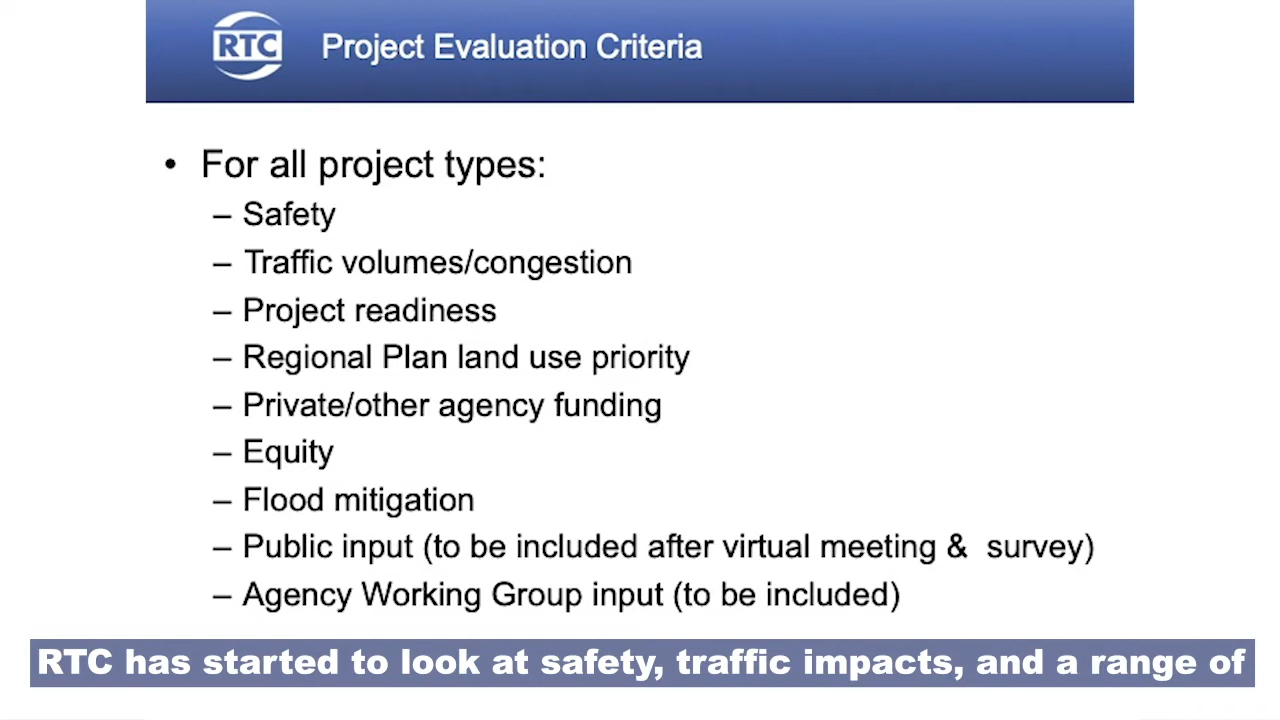 RTC
Project Evaluation Criteria
• For all project types:
– Safety
– Traffic volumes/congestion
– Project readiness
– Regional Plan land use priority
– Private/other agency funding
– Equity
– Flood mitigation
– Public input (to be included after virtual meeting & survey)
– Agency Working Group input (to be included)
RTC has started to look at safety, traffic impacts, and a range of